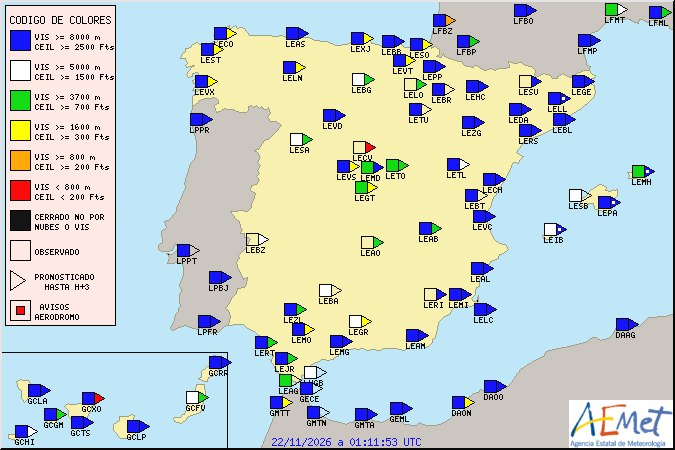 CODIGO DE COLORES
VIS >= 8000 m
CEIL >= 2500 Fts
VIS >= 5000 m
CEIL >= 1500 Fts
VIS >= 3700 m
CEIL >= 700 Fts
VIS >= 1600 m
CEIL >= 300 Fts
VIS >= 800 m
CEIL >= 200 Fts
VIS < 800 m
CEIL < 200 Fts
CERRADO NO POR
NUBES O VIS
OBSERVADO
PRONOSTICADO
HASTA H+3
AVISOS
AERODROMO
LFBO
LFMT
LFML
LFBZ
LECO
LEAS
LEXJ
LEBB
LESO
LFBP
LFMP
LEST
LEVT
LEPP
LELN
LEVX
LEBG
LELO
LEBR
LEHC
LESU
LEGE
LELL
LPPR
LEVD
LETU
LEZG
LEDA
LEBL
LERS
LESA
LECV
LEVS
LEMD
LETO
LETL
LEMH
LECH
LEGT
LEBT
LESB
LEPA
LEVC
LEAB
LEIB
LEBZ
LEAO
LPPT
LEAL
LPBJ
LEBA
LERI
LEMI
LEZL
LELC
LPFR
LEMO
LEGR
DAAG
LERT
LEMG
LEAM
LEJR
GCRR
LXGB
LEAG
GCLA
GCXO
GCFV
GECE
DAOO
GMTT
DAON
GCGM
GMTN
GMTA
GEML
GCTS
GCLP
GCHI
22/11/2026 a 01:11:53 UTC
AEMet
Agencia Estatal de Meteorología